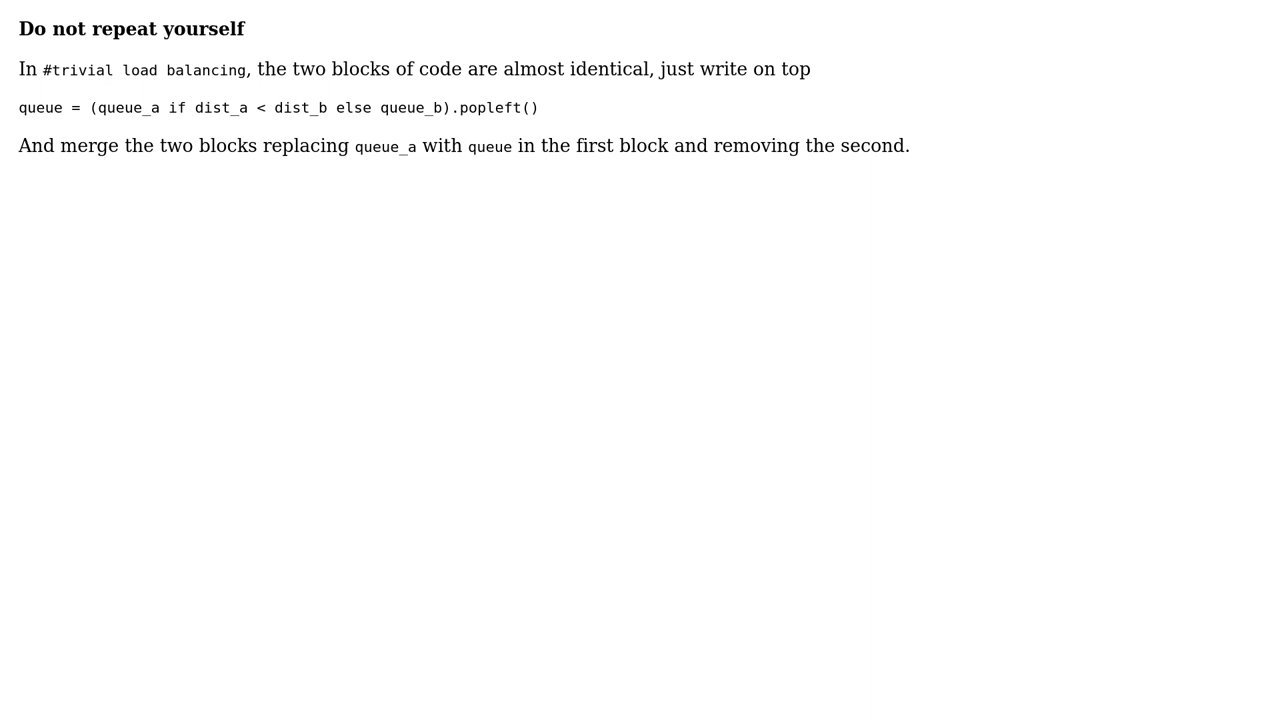 Do not repeat yourself
In #trivial load balancing, the two blocks of code are almost identical, just write on top
queue = (queue_a if dist_a < dist_b else queue_b).popleft()
And merge the two blocks replacing queue_a with queue in the first block and removing the second.